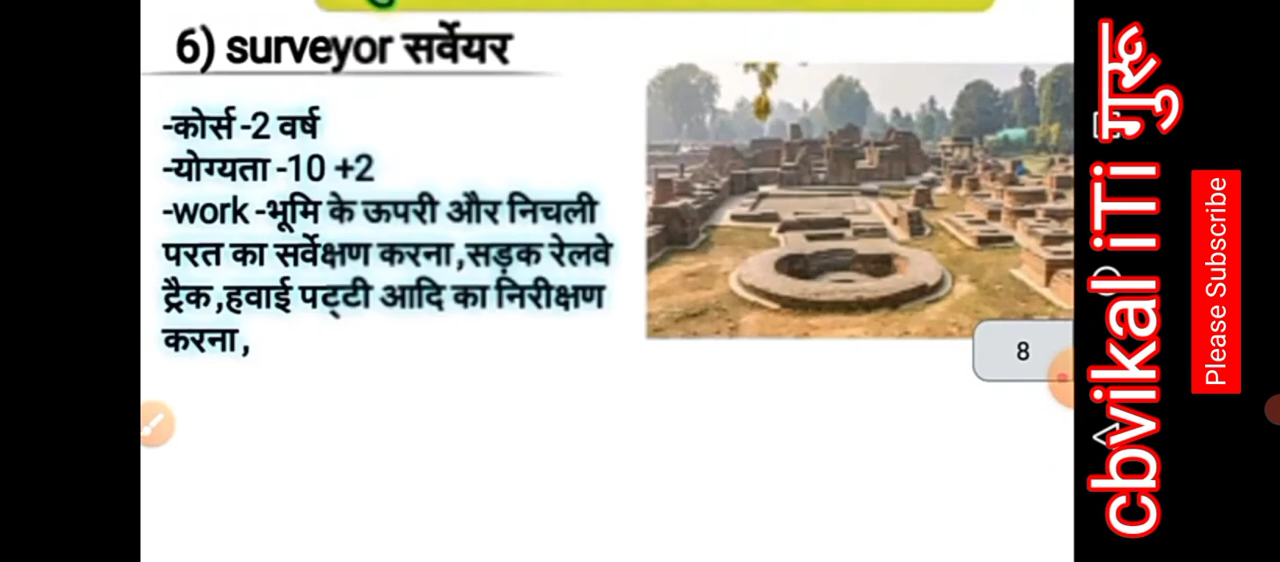 6) surveyor सर्वेयर
-कोर्स -2 वर्ष
-योग्यता -10 +2
-work -भूमि के ऊपरी और निचली
परत का सर्वेक्षण करना,सड़क रेलवे
ट्रैक,हवाई पट्टी आदि का निरीक्षण
करना,
8
cbvikal iTi गुरू
Please Subscribe